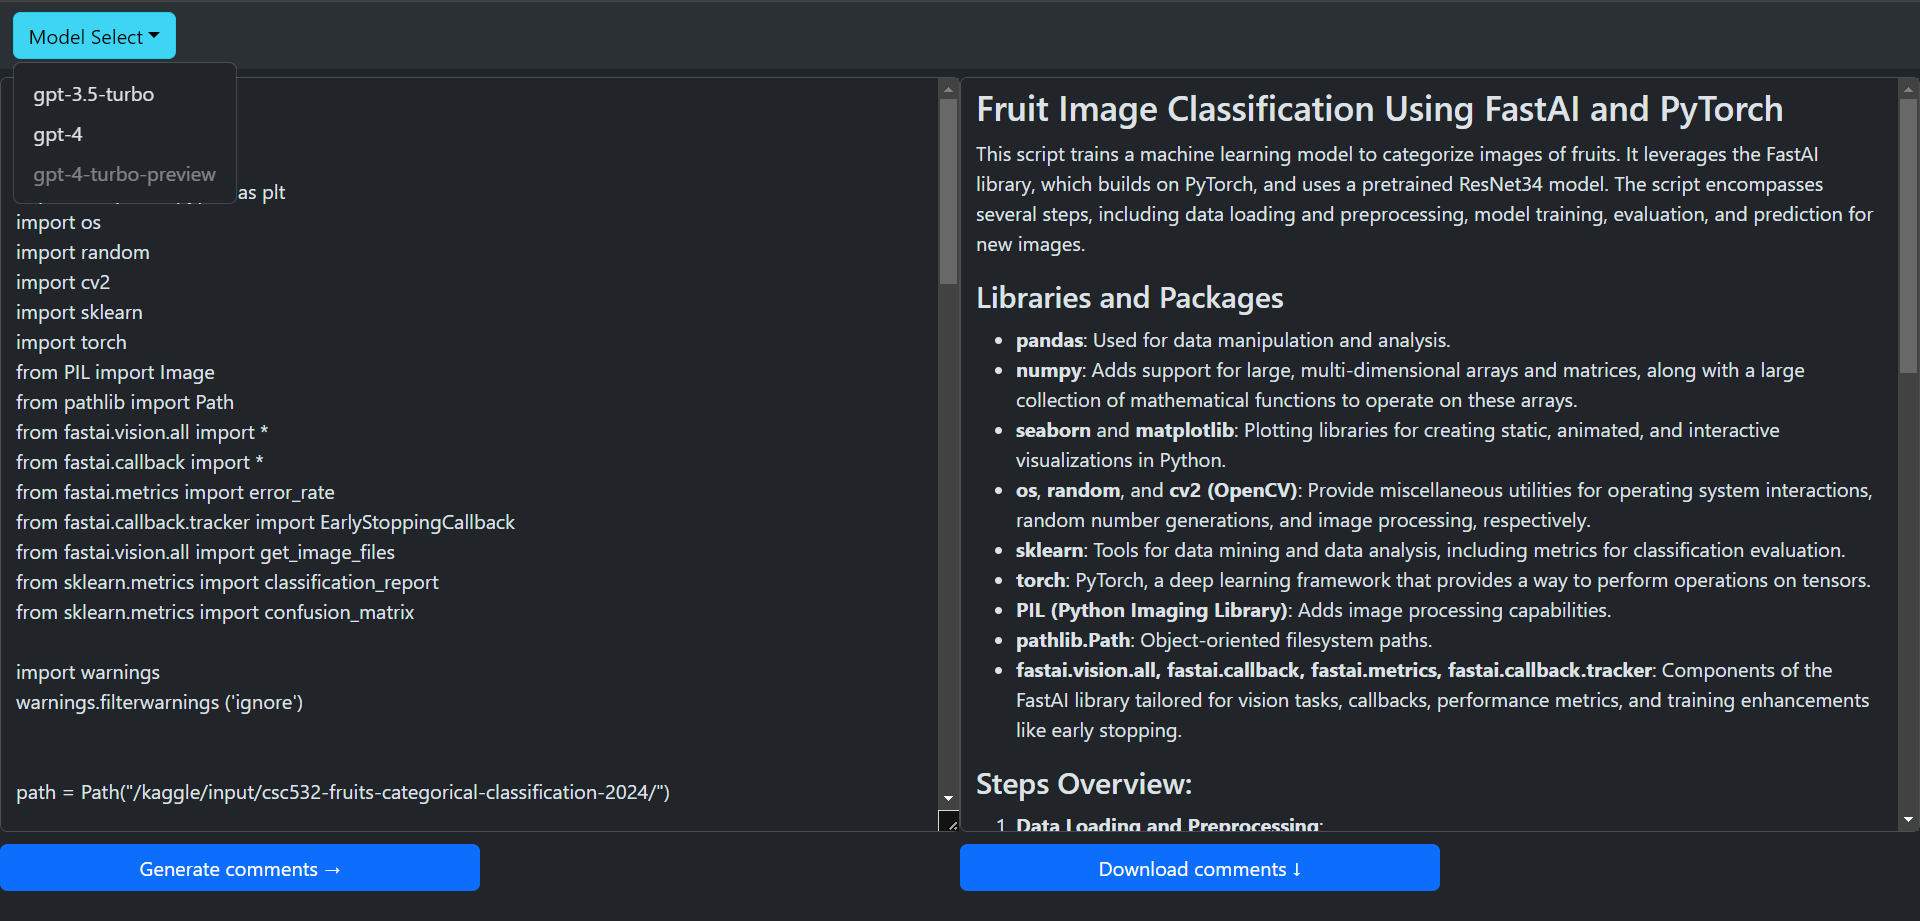 Model Select
gpt-3.5-turbo
gpt-4
gpt-4-turbo-preview
as plt
import os
import random
import cv2
import sklearn
import torch
from PIL import Image
from pathlib import Path
from fastai.vision.all import *
from fastai.callback import *
from fastai.metrics import error_rate
from fastai.callback.tracker import EarlyStoppingCallback
from fastai.vision.all import get_image_files
from sklearn.metrics import classification_report
from sklearn.metrics import confusion_matrix
import warnings
warnings.filterwarnings ('ignore')
path = Path("/kaggle/input/csc532-fruits-categorical-classification-2024/")
Generate comments →
Fruit Image Classification Using FastAI and PyTorch
This script trains a machine learning model to categorize images of fruits. It leverages the FastAI
library, which builds on PyTorch, and uses a pretrained ResNet34 model. The script encompasses
several steps, including data loading and preprocessing, model training, evaluation, and prediction for
new images.
Libraries and Packages
• pandas: Used for data manipulation and analysis.
• numpy: Adds support for large, multi-dimensional arrays and matrices, along with a large
collection of mathematical functions to operate on these arrays.
• seaborn and matplotlib: Plotting libraries for creating static, animated, and interactive
visualizations in Python.
• os, random, and cv2 (OpenCV): Provide miscellaneous utilities for operating system interactions,
random number generations, and image processing, respectively.
• sklearn: Tools for data mining and data analysis, including metrics for classification evaluation.
• torch: PyTorch, a deep learning framework that provides a way to perform operations on tensors.
• PIL (Python Imaging Library): Adds image processing capabilities.
• pathlib.Path: Object-oriented filesystem paths.
• fastai.vision.all, fastai.callback, fastai.metrics, fastai.callback.tracker: Components of the
FastAI library tailored for vision tasks, callbacks, performance metrics, and training enhancements
like early stopping.
Steps Overview:
1. Data Loading and Preprocessing:
Download comments ↓